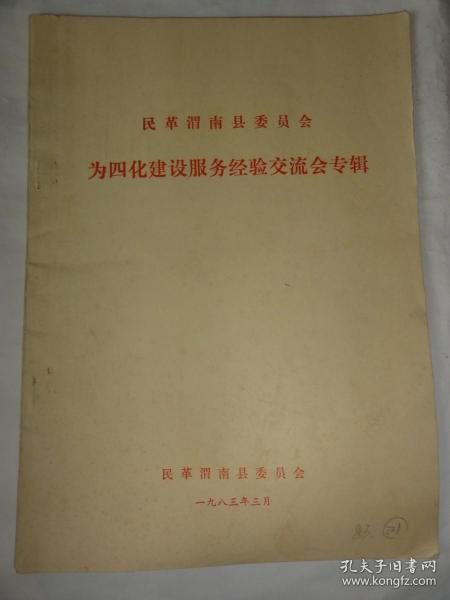 民革渭南县委员会
为四化建设服务经验交流会专辑
民革渭南县委员会
一九八三年三月
孔夫子旧书网
www.kongfz.com